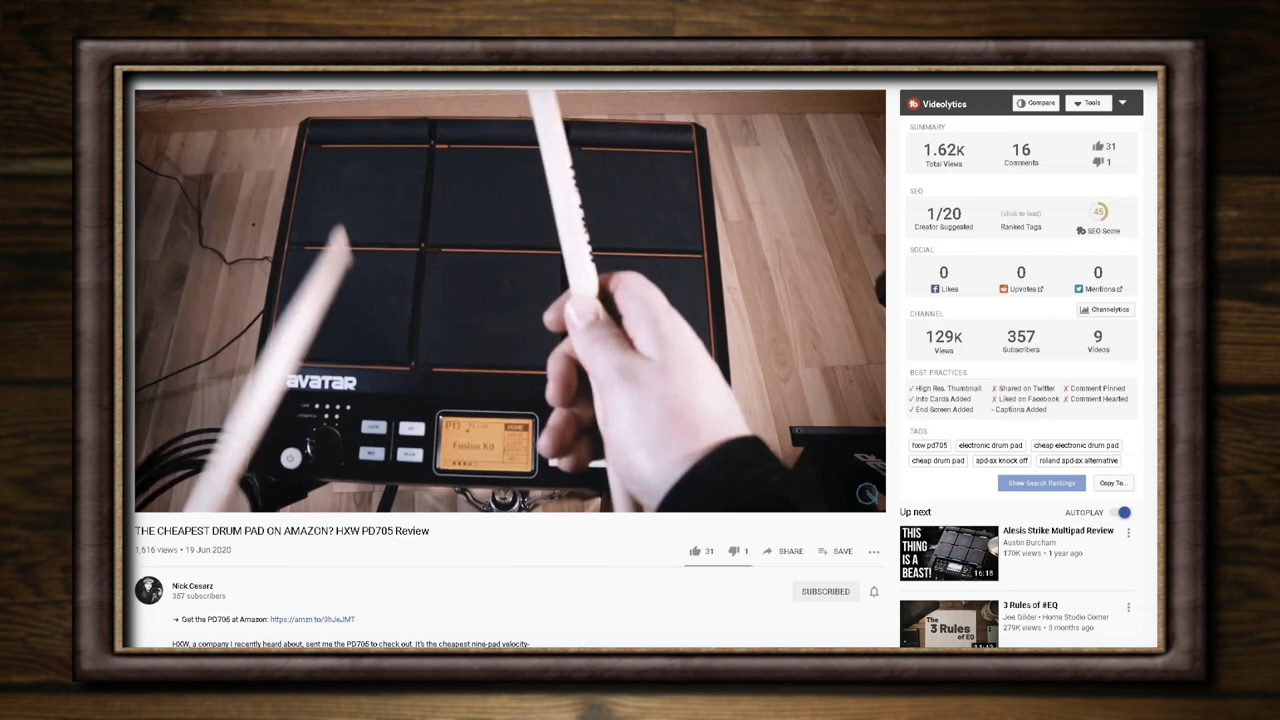 avatar
P13
Fusion Kit
THE CHEAPEST DRUM PAD ON AMAZON? HXW PD705 Review
1,616 views • 19 Jun 2020
31
1
SHARE
SAVE
Nick Cesarz
357 subscribers
SUBSCRIBED
→ Get the PD705 at Amazon: https://amzn.to/3hJeJMT
HXW, a company I recently heard about, sent me the PD705 to check out. It's the cheapest nine-pad velocity-
tb Videolytics
Compare
Tools
SUMMARY
1.62K
16
31
1
Total Views
Comments
SEO
1/20
(click to load)
45
Creator Suggested
Ranked Tags
tb SEO Score
SOCIAL
0
0
0
Likes
Upvotes
Mentions
Channelytics
CHANNEL
129K
357
9
Views
Subscribers
Videos
BEST PRACTICES
✓ High Res. Thumbnail
✗ Shared on Twitter
✗ Comment Pinned
✓ Info Cards Added
✗ Liked on Facebook
✗ Comment Hearted
✓ End Screen Added
- Captions Added
TAGS
hxw pd705
electronic drum pad
cheap electronic drum pad
cheap drum pad
spd-sx knock off
roland spd-sx alternative
Show Search Rankings
Copy To...
Up next
AUTOPLAY
THIS
THING
IS A
BEAST!
16:18
Alesis Strike Multipad Review
Austin Burcham
170K views • 1 year ago
The
3 Rules
of EQ
3 Rules of #EQ
Joe Gilder • Home Studio Corner
279K views • 3 months ago